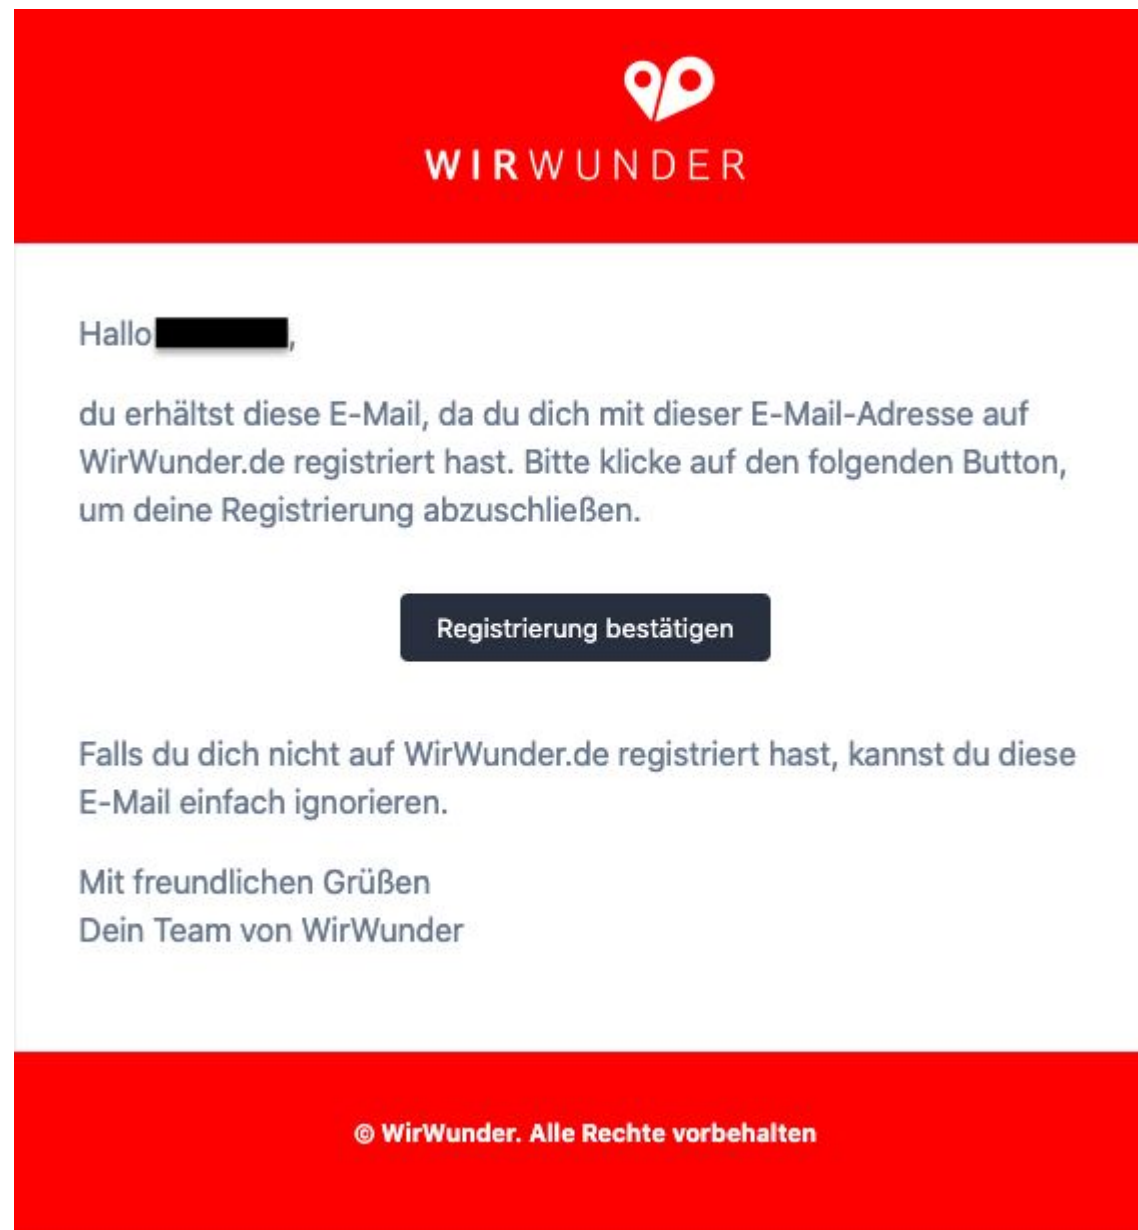 WIRWUNDER
Hallo ,
du erhältst diese E-Mail, da du dich mit dieser E-Mail-Adresse auf
WirWunder.de registriert hast. Bitte klicke auf den folgenden Button,
um deine Registrierung abzuschließen.
Registrierung bestätigen
Falls du dich nicht auf WirWunder.de registriert hast, kannst du diese
E-Mail einfach ignorieren.
Mit freundlichen Grüßen
Dein Team von WirWunder
© WirWunder. Alle Rechte vorbehalten